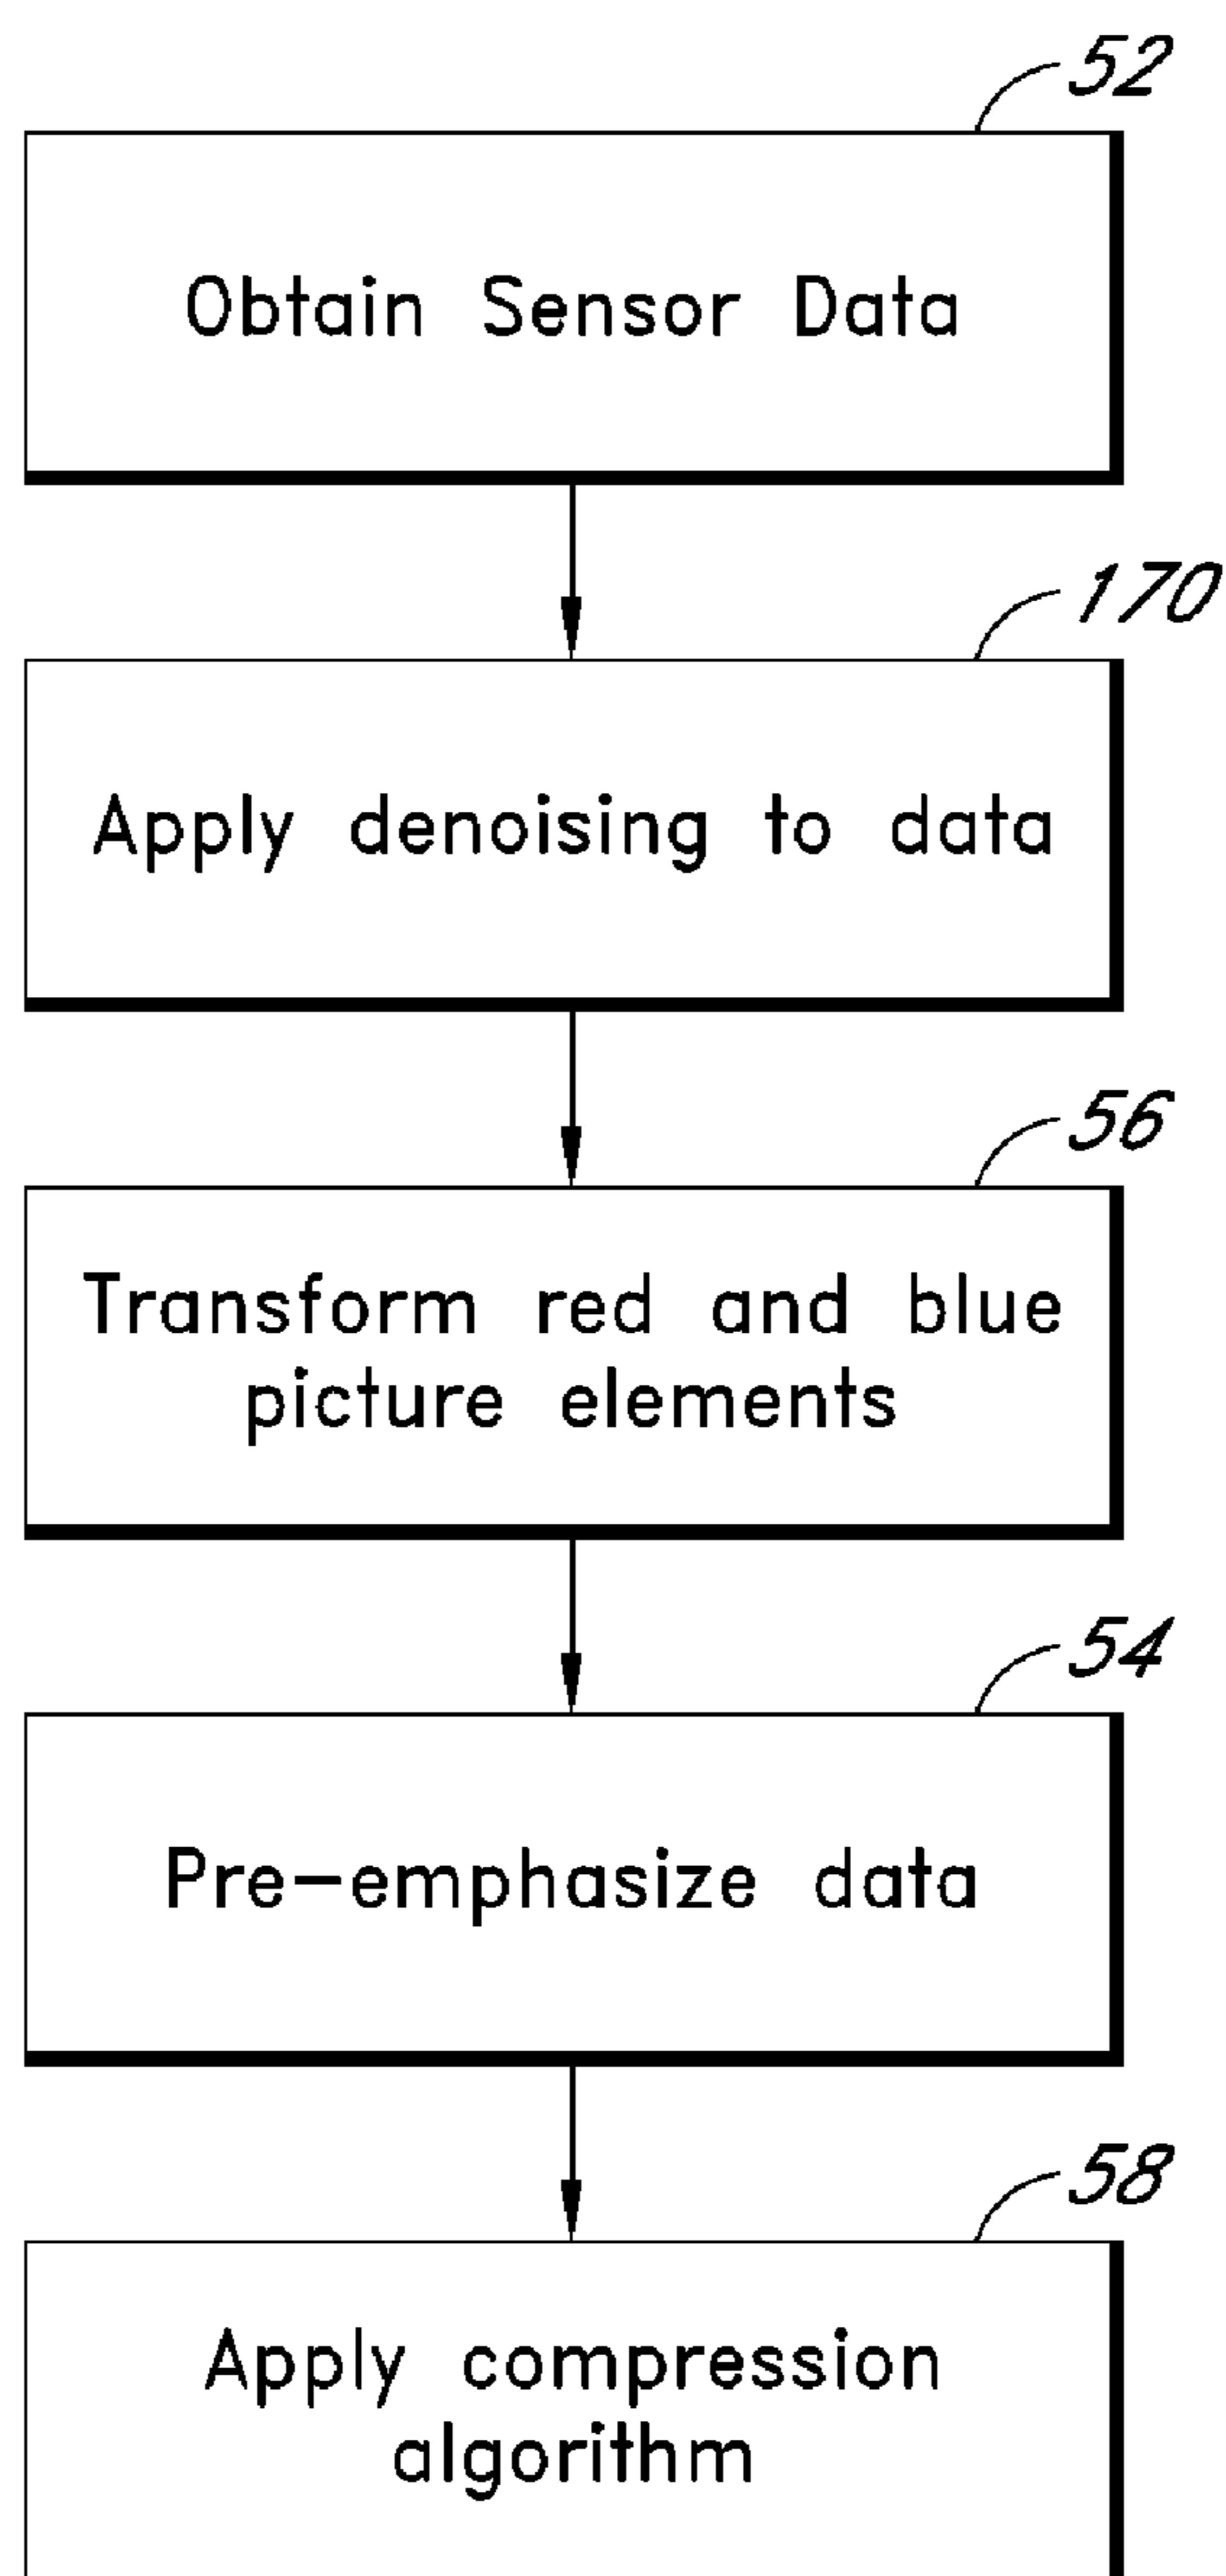 52
Obtain Sensor Data
170
Apply denoising to data
56
Transform red and blue
picture elements
54
Pre-emphasize data
58
Apply compression
algorithm